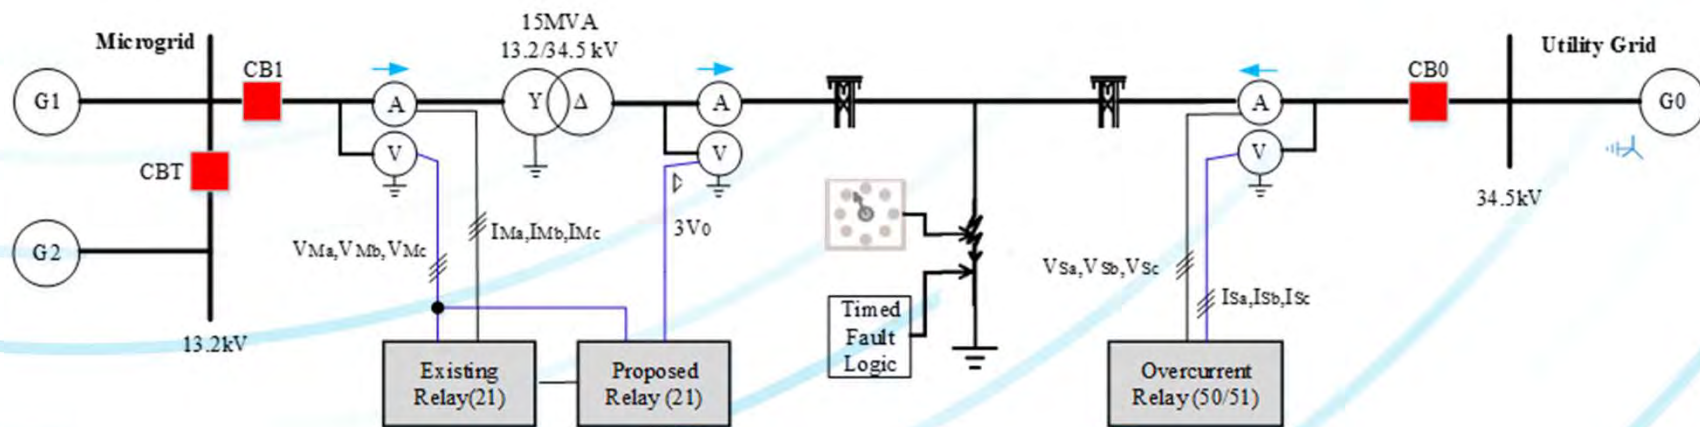 15MVA
13.2/34.5 kV
Microgrid
Utility Grid
CB1
CB0
G1
A
Y
Δ
A
A
G0
V
V
V
CBT
34.5kV
G2
3V0
IMa,IMb,IMc
VMa,VMb,VMc
VSa,VSb,VSc
ISa,ISb,ISc
13.2kV
Timed
Fault
Logic
Existing
Relay(21)
Proposed
Relay (21)
Overcurrent
Relay (50/51)